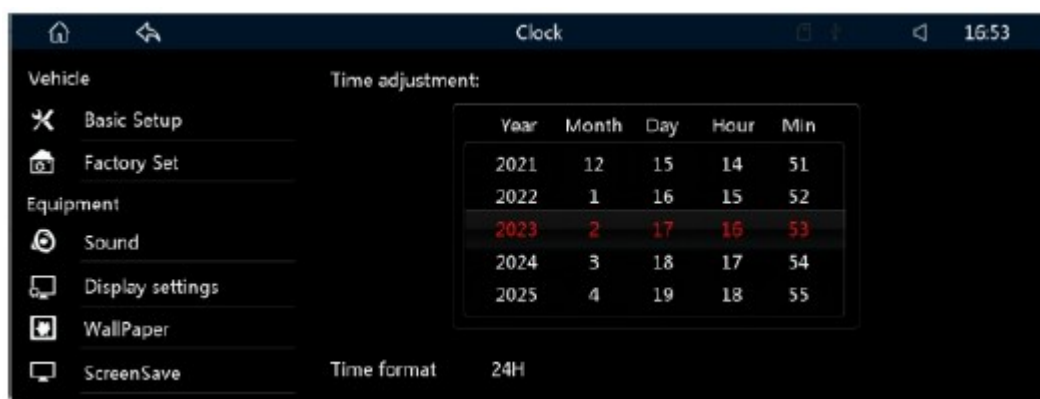 Clock 16:53
Vehicle
Basic Setup
Factory Set
Equipment
Sound
Display settings
WallPaper
ScreenSave
Time adjustment:
Year Month Day Hour Min
2021 12 15 14 51
2022 1 16 15 52
2023 2 17 16 53
2024 3 18 17 54
2025 4 19 18 55
Time format 24H